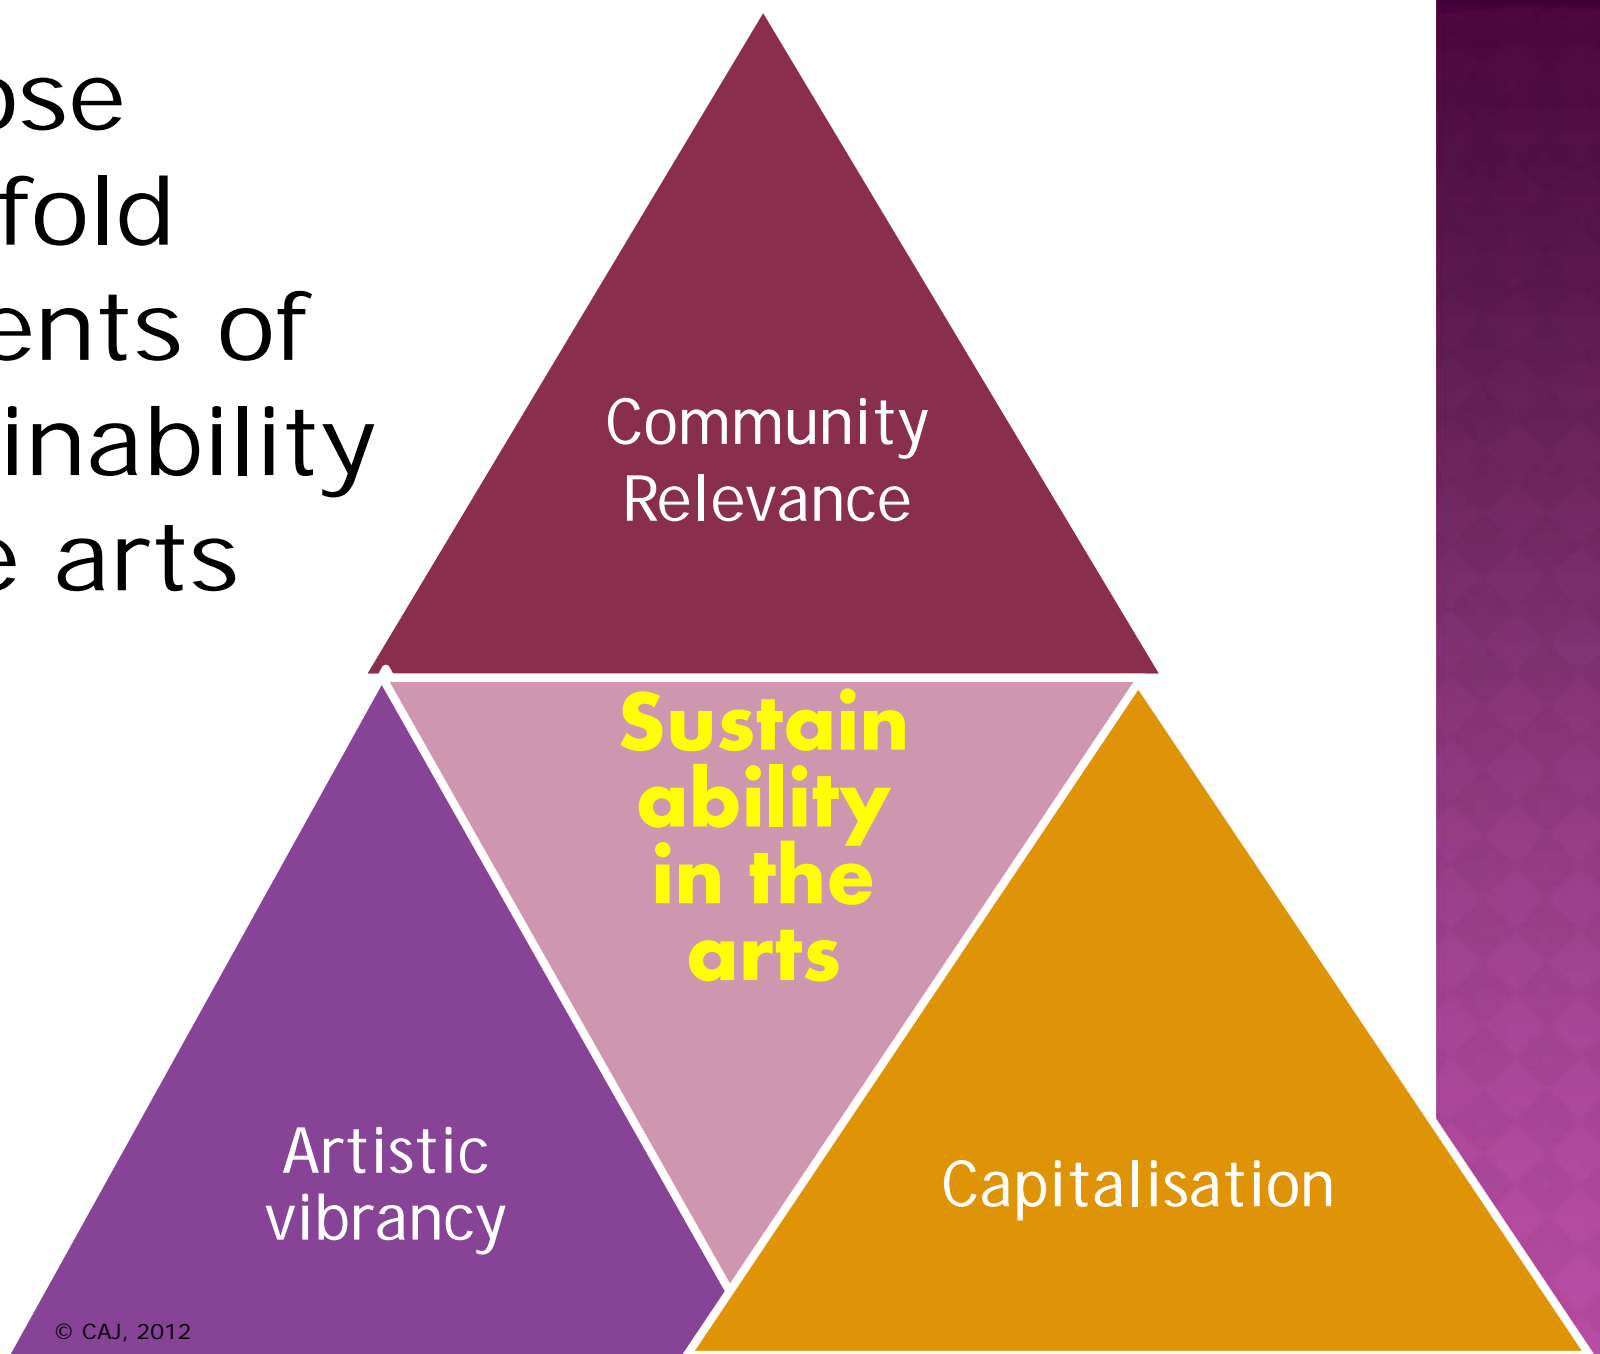 ose
fold
ents of
inability
e arts
Community
Relevance
Sustain
ability
in the
arts
Artistic
vibrancy
Capitalisation
© CAJ, 2012